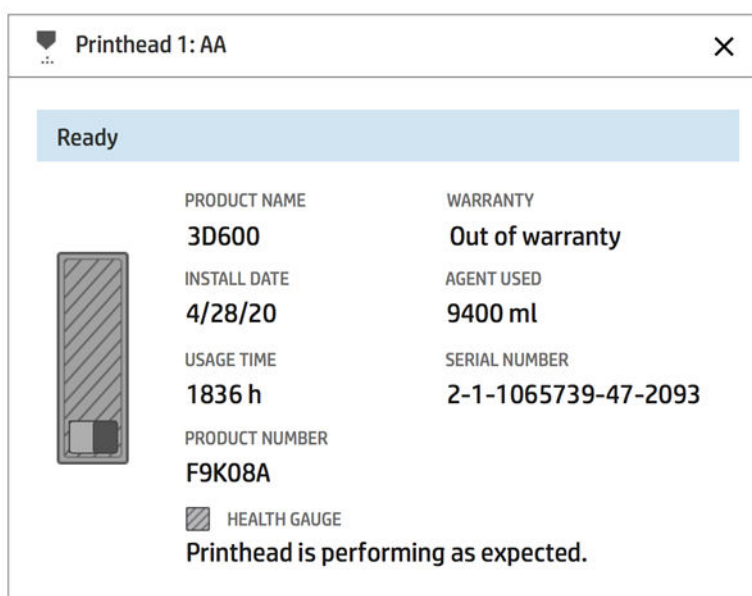 Printhead 1: AA
Ready
PRODUCT NAME
3D600
WARRANTY
Out of warranty
INSTALL DATE
4/28/20
AGENT USED
9400 ml
USAGE TIME
1836 h
SERIAL NUMBER
2-1-1065739-47-2093
PRODUCT NUMBER
F9K08A
HEALTH GAUGE
Printhead is performing as expected.